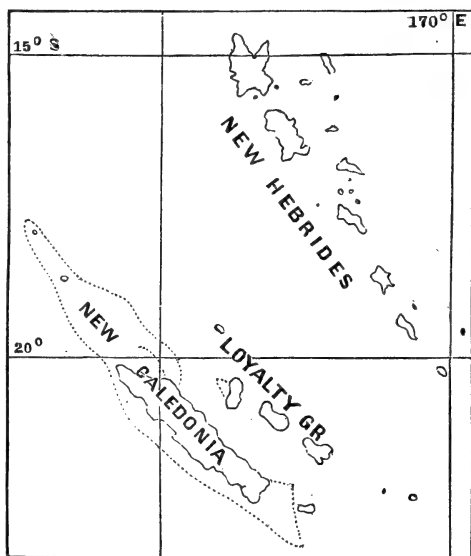 170° E
15° S
NEW HEBRIDES
NEW CALEDONIA
20°
LOYALTY GR